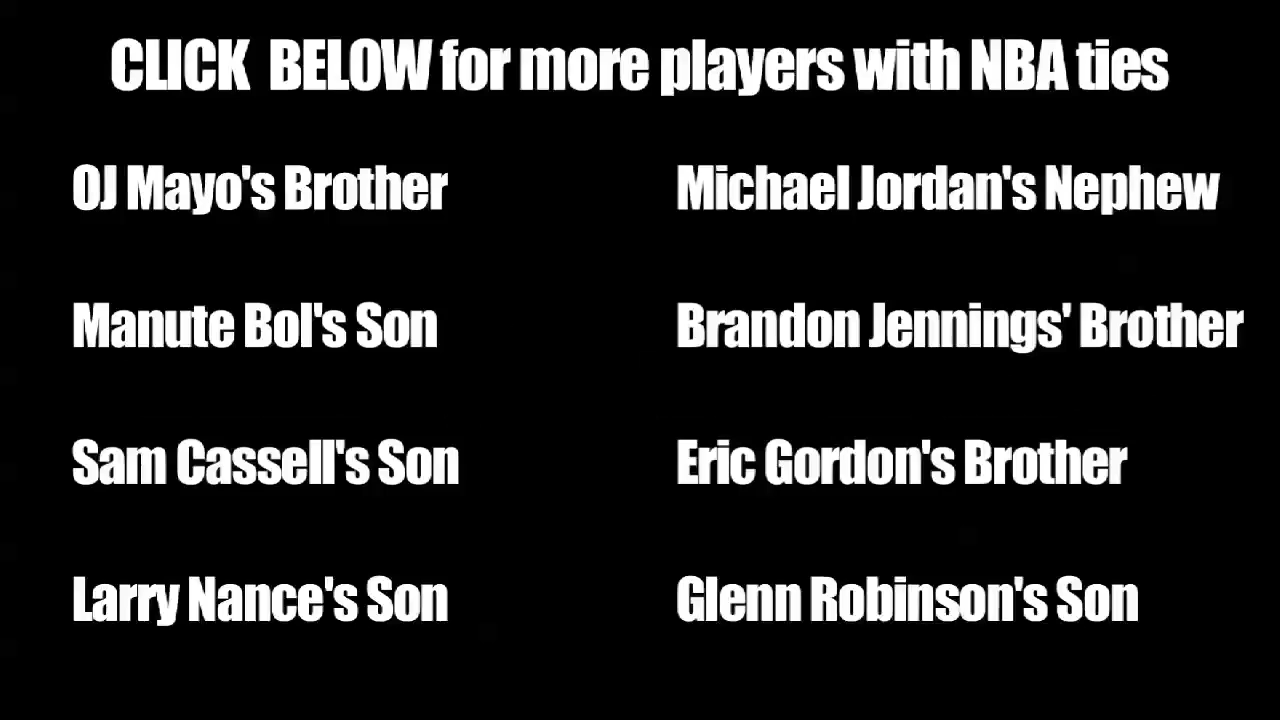 CLICK BELOW for more players with NBA ties
OJ Mayo's Brother
Michael Jordan's Nephew
Manute Bol's Son
Brandon Jennings' Brother
Sam Cassell's Son
Eric Gordon's Brother
Larry Nance's Son
Glenn Robinson's Son